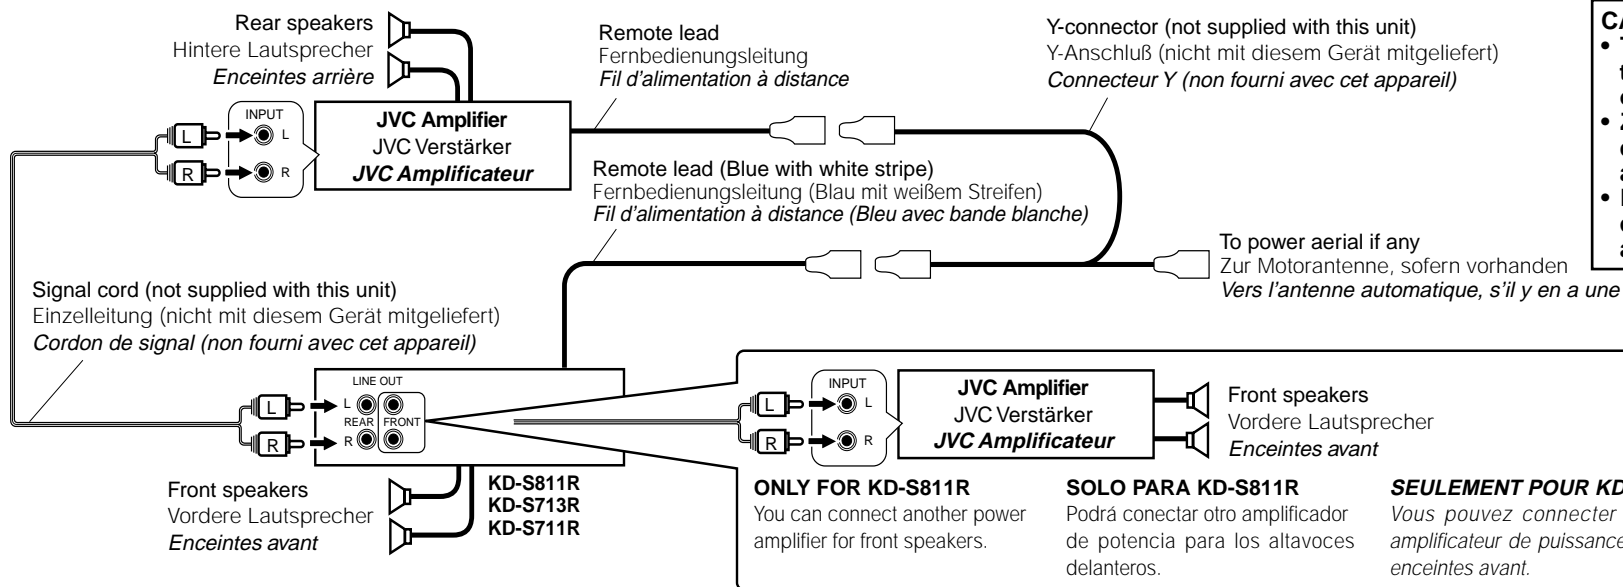 Rear speakers
Hintere Lautsprecher
Enceintes arrière
INPUT
L
R
L
R
JVC Amplifier
JVC Verstärker
JVC Amplificateur
Remote lead
Fernbedienungsleitung
Fil d'alimentation à distance
Y-connector (not supplied with this unit)
Y-Anschluß (nicht mit diesem Gerät mitgeliefert)
Connecteur Y (non fourni avec cet appareil)
Remote lead (Blue with white stripe)
Fernbedienungsleitung (Blau mit weißem Streifen)
Fil d'alimentation à distance (Bleu avec bande blanche)
To power aerial if any
Zur Motorantenne, sofern vorhanden
Vers l'antenne automatique, s'il y en a une
Signal cord (not supplied with this unit)
Einzelleitung (nicht mit diesem Gerät mitgeliefert)
Cordon de signal (non fourni avec cet appareil)
LINE OUT
L
R
L
REAR FRONT
R
KD-S811R
KD-S713R
KD-S711R
Front speakers
Vordere Lautsprecher
Enceintes avant
INPUT
L
R
L
R
JVC Amplifier
JVC Verstärker
JVC Amplificateur
Front speakers
Vordere Lautsprecher
Enceintes avant
ONLY FOR KD-S811R
You can connect another power
amplifier for front speakers.
SOLO PARA KD-S811R
Podrá conectar otro amplificador
de potencia para los altavoces
delanteros.
SEULEMENT POUR
Vous pouvez connecter
amplificateur de puissance
enceintes avant.